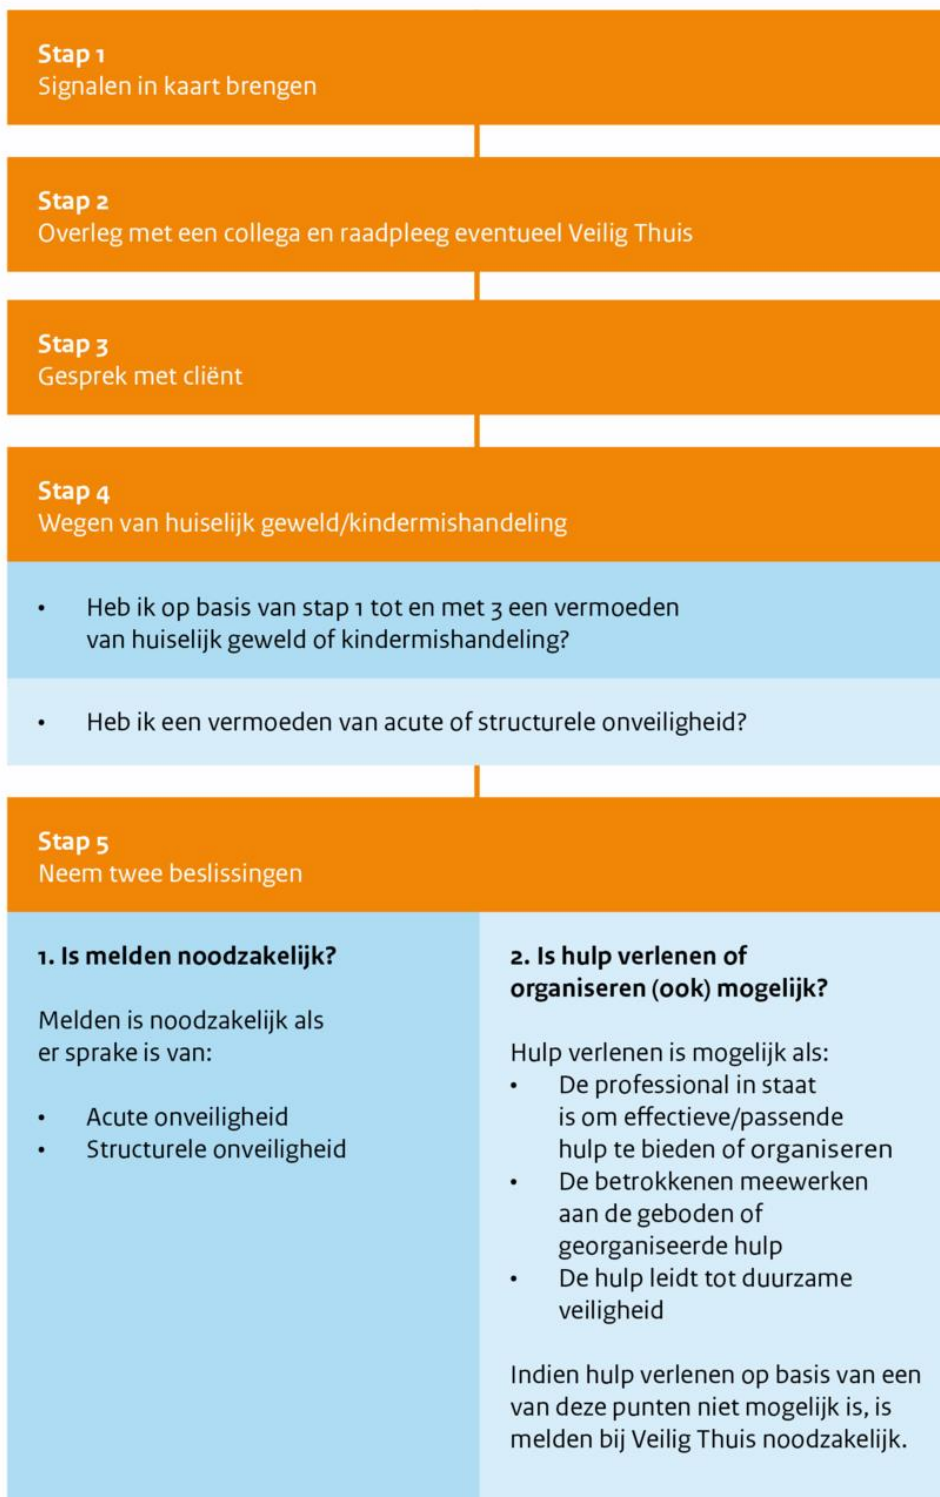 Stap 1
Signalen in kaart brengen
Stap 2
Overleg met een collega en raadpleeg eventueel Veilig Thuis
Stap 3
Gesprek met cliënt
Stap 4
Wegen van huiselijk geweld/kindermishandeling
• Heb ik op basis van stap 1 tot en met 3 een vermoeden
van huiselijk geweld of kindermishandeling?
• Heb ik een vermoeden van acute of structurele onveiligheid?
Stap 5
Neem twee beslissingen
1. Is melden noodzakelijk?
Melden is noodzakelijk als
er sprake is van:
• Acute onveiligheid
• Structurele onveiligheid
2. Is hulp verlenen of
organiseren (ook) mogelijk?
Hulp verlenen is mogelijk als:
• De professional in staat
is om effectieve/passende
hulp te bieden of organiseren
• De betrokkenen meewerken
aan de geboden of
georganiseerde hulp
• De hulp leidt tot duurzame
veiligheid
Indien hulp verlenen op basis van een
van deze punten niet mogelijk is, is
melden bij Veilig Thuis noodzakelijk.